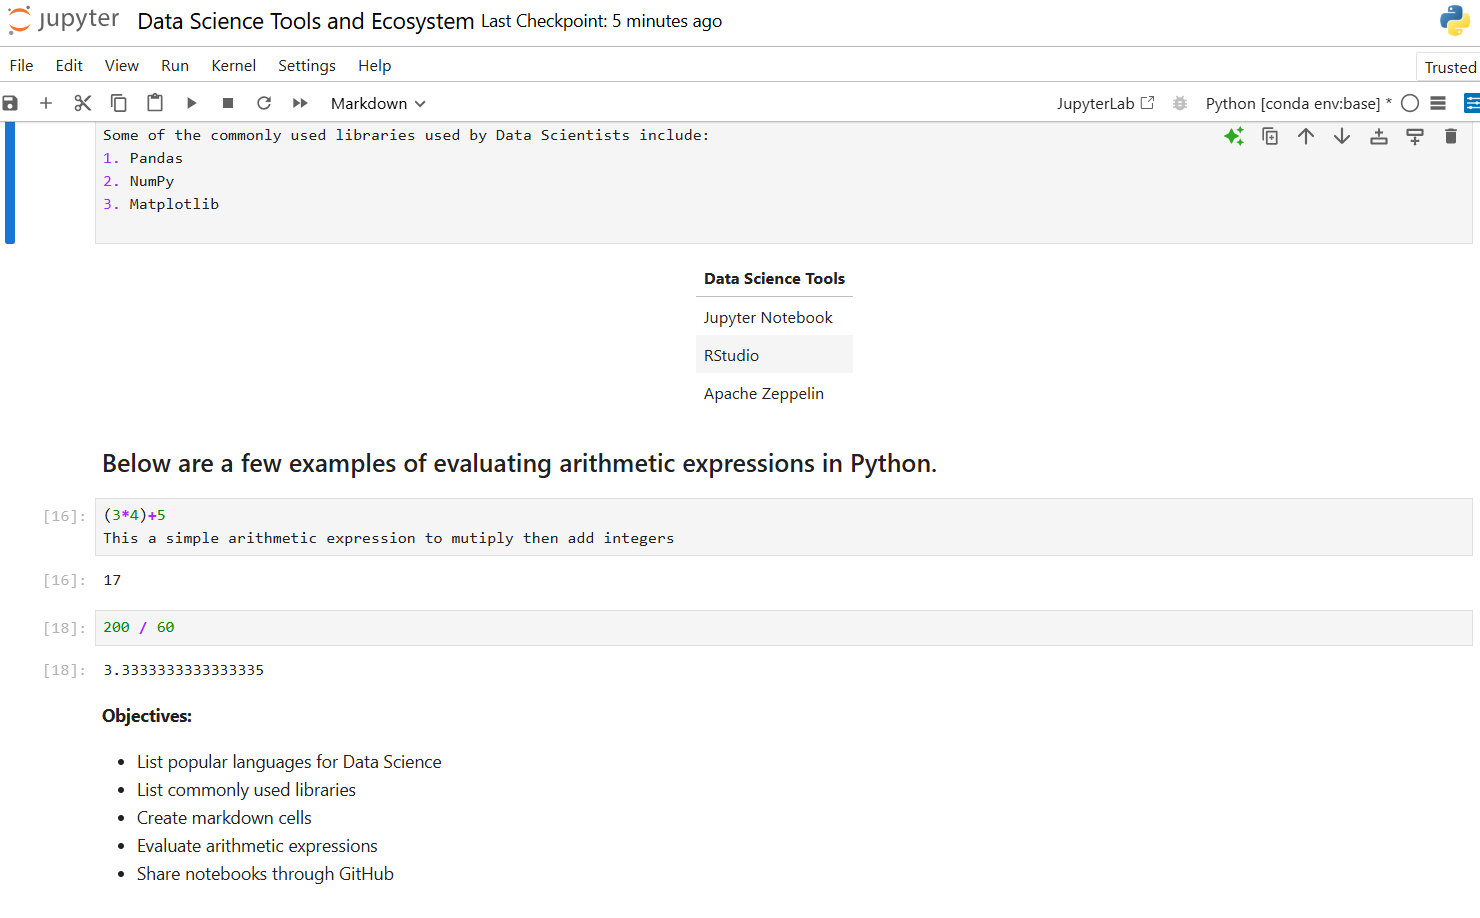 jupyter Data Science Tools and Ecosystem Last Checkpoint: 5 minutes ago
File Edit View Run Kernel Settings Help Trusted
Markdown JupyterLab Python [conda env:base] *
Some of the commonly used libraries used by Data Scientists include:
1. Pandas
2. NumPy
3. Matplotlib
Data Science Tools
Jupyter Notebook
RStudio
Apache Zeppelin
Below are a few examples of evaluating arithmetic expressions in Python.
[16]: (3*4)+5
This a simple arithmetic expression to mutiply then add integers
[16]: 17
[18]: 200 / 60
[18]: 3.3333333333333335
Objectives:
• List popular languages for Data Science
• List commonly used libraries
• Create markdown cells
• Evaluate arithmetic expressions
• Share notebooks through GitHub